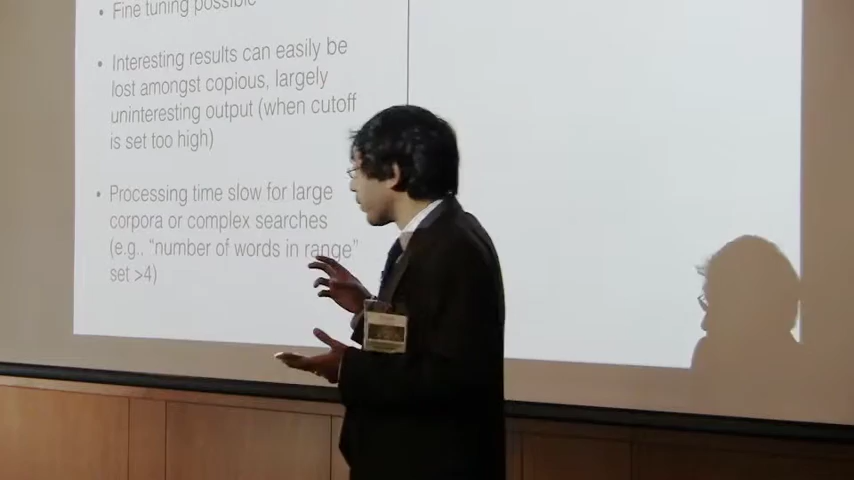 • Fine tuning possible
• Interesting results can easily be
lost amongst copious, largely
uninteresting output (when cutoff
is set too high)
• Processing time slow for large
corpora or complex searches
(e.g., “number of words in range”
set >4)